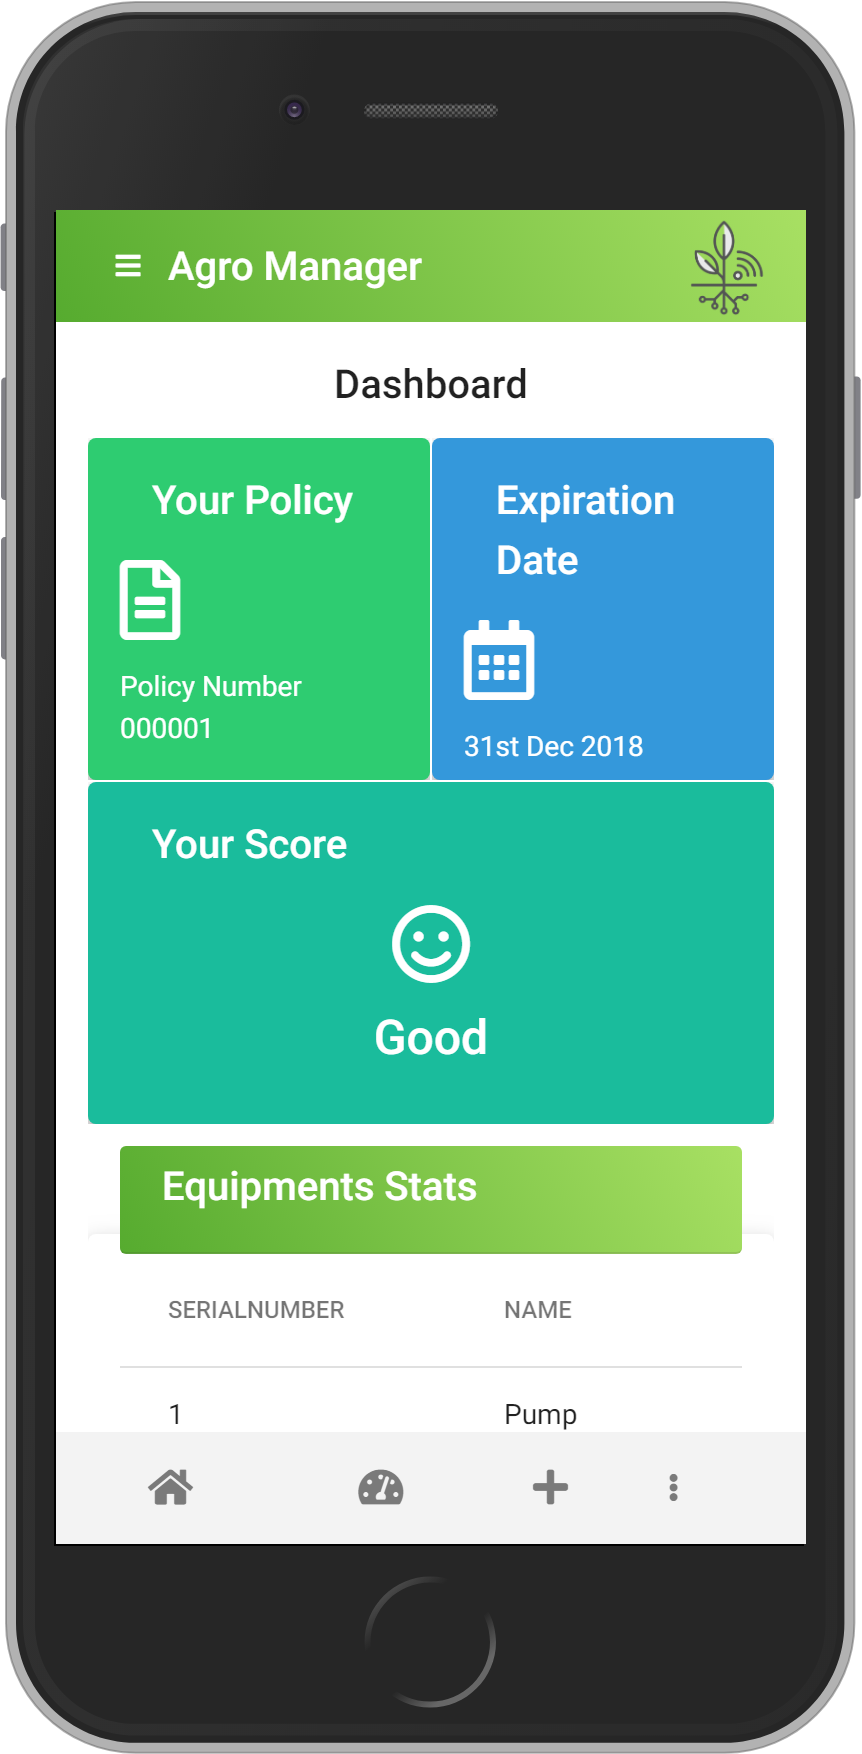 Agro Manager
Dashboard
Your Policy
Policy Number
000001
Expiration
Date
31st Dec 2018
Your Score
Good
Equipments Stats
SERIALNUMBER NAME
1 Pump